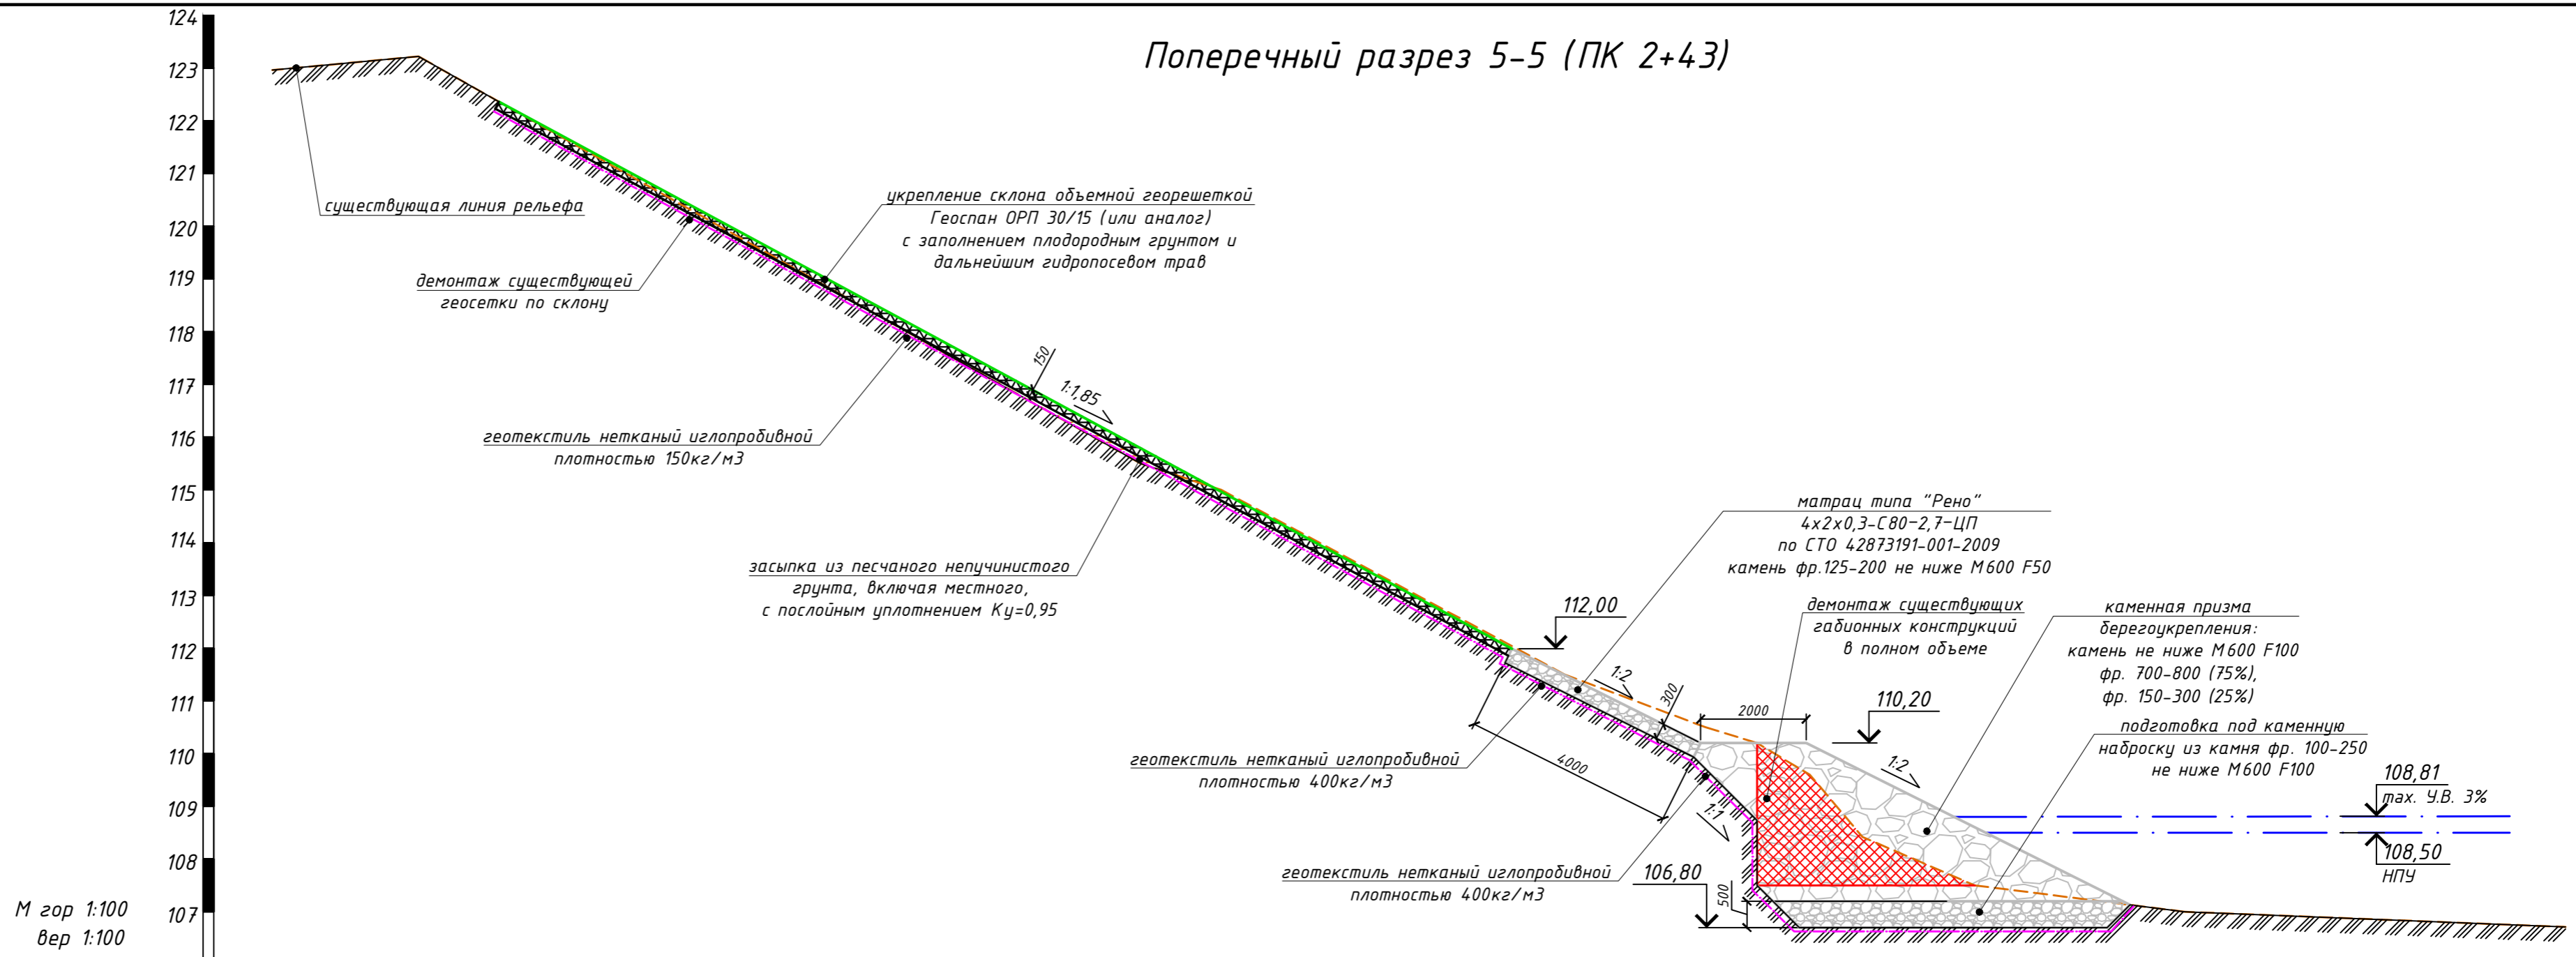 Поперечный разрез 5-5 (ПК 2+43)
124
123
122
121
120
119
118
117
116
115
114
113
112
111
110
109
108
107
М гор 1:100
вер 1:100
существующая линия рельефа
демонтаж существующей
геосетки по склону
укрепление склона объемной георешеткой
Геоспан ОРП 30/15 (или аналог)
с заполнением плодородным грунтом и
дальнейшим гидропосевом трав
геотекстиль нетканый иглопробивной
плотностью 150кг/м3
150
1:1,85
засыпка из песчаного непучинистого
грунта, включая местного,
с послойным уплотнением Ку=0,95
матрац типа "Рено"
4х2х0,3-С80-2,7-ЦП
по СТО 42873191-001-2009
камень фр.125-200 не ниже М600 F50
112,00
демонтаж существующих
габионных конструкций
в полном объеме
каменная призма
берегоукрепления:
камень не ниже М600 F100
фр. 700-800 (75%),
фр. 150-300 (25%)
1:2
300
2000
110,20
подготовка под каменную
наброску из камня фр. 100-250
не ниже М600 F100
геотекстиль нетканый иглопробивной
плотностью 400кг/м3
4000
1:2
108,81
max. У.В. 3%
1:1
108,50
НПУ
геотекстиль нетканый иглопробивной
плотностью 400кг/м3
106,80
500